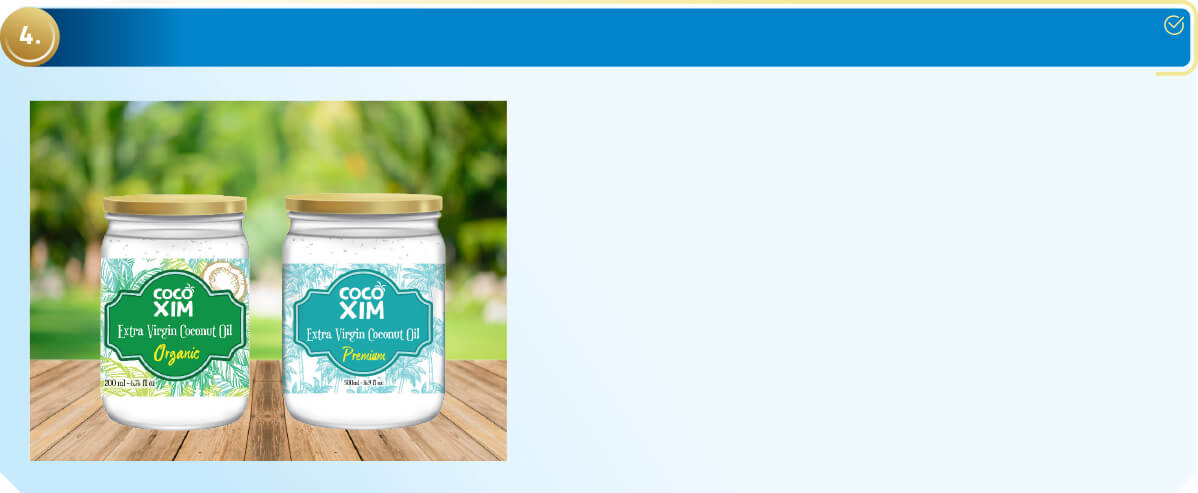 4.
COCO
XIM
Extra Virgin Coconut Oil
Organic
200 ml - 6.76 fl oz
COCO
XIM
Extra Virgin Coconut Oil
Premium
500ml - 16.9 fl oz